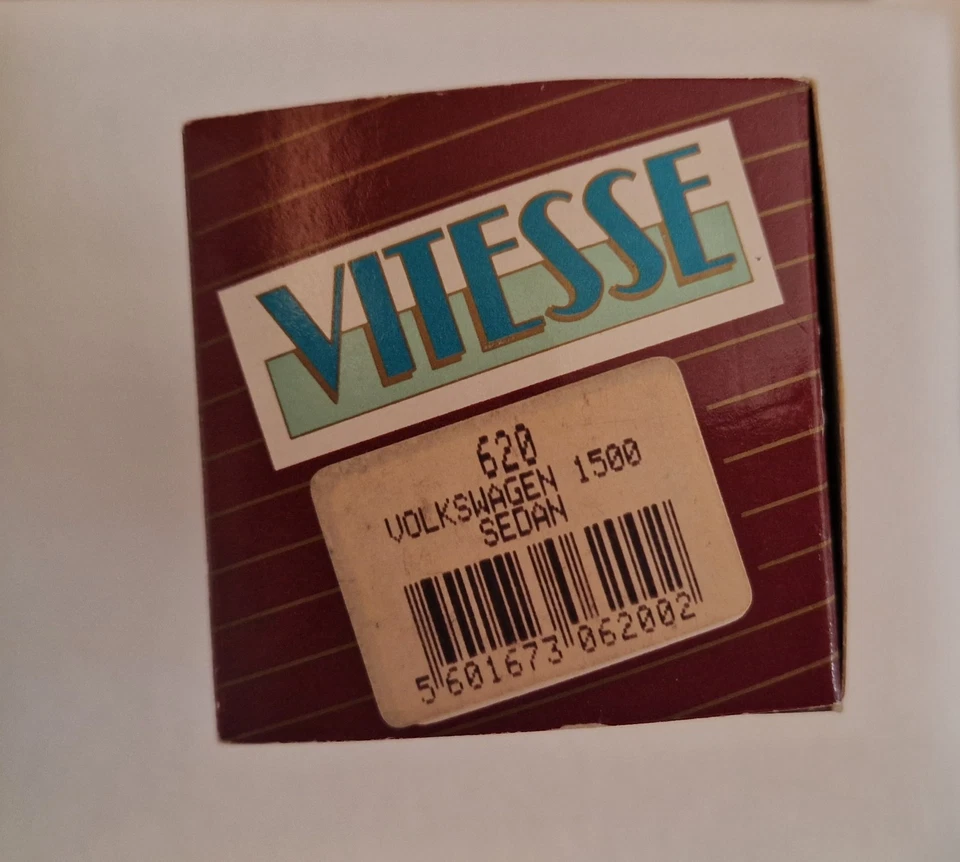 VITESSE
620
VOLKSWAGEN 1500
SEDAN
5 601673 062002